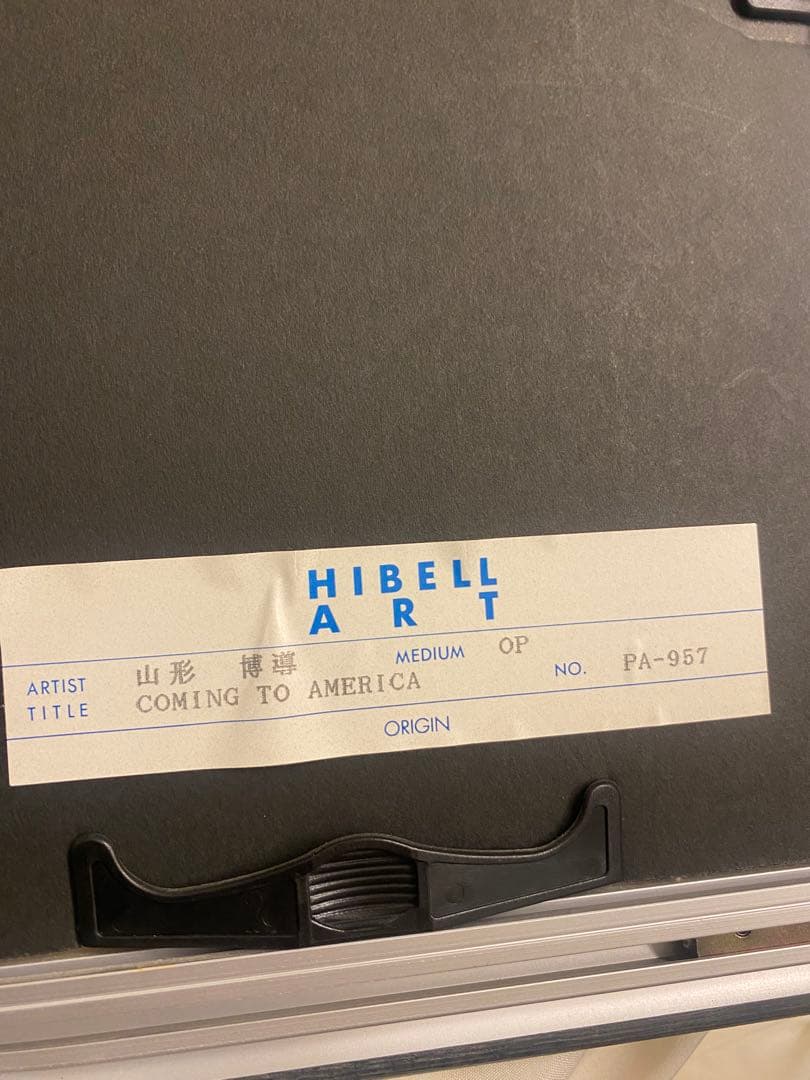 HIBELL
ART
ARTIST 山形 博導 MEDIUM OP
TITLE COMING TO AMERICA NO. PA-957
ORIGIN